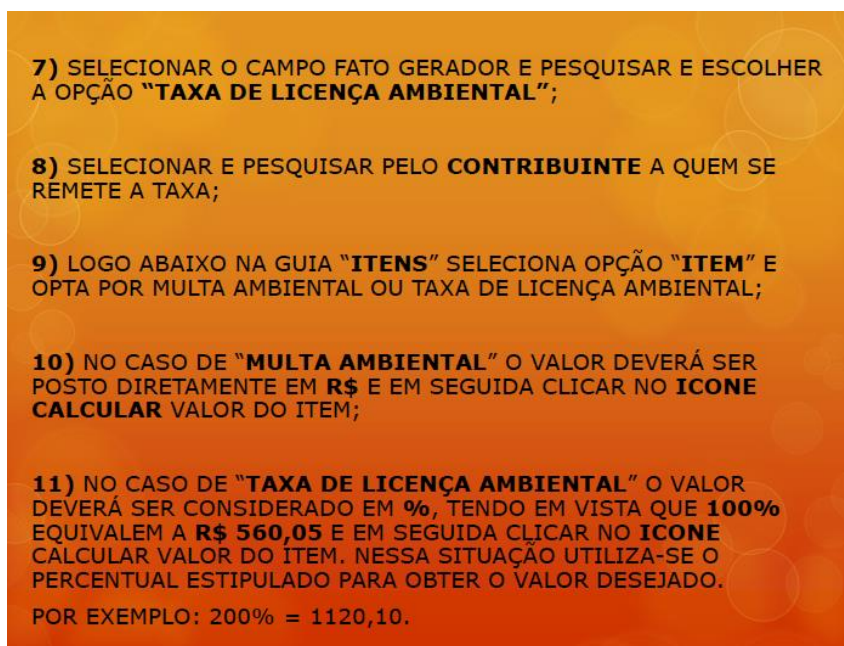 7) SELECIONAR O CAMPO FATO GERADOR E PESQUISAR E ESCOLHER
A OPÇÃO “TAXA DE LICENÇA AMBIENTAL”;
8) SELECIONAR E PESQUISAR PELO CONTRIBUINTE A QUEM SE
REMETE A TAXA;
9) LOGO ABAIXO NA GUIA “ITENS” SELECIONA OPÇÃO “ITEM” E
OPTA POR MULTA AMBIENTAL OU TAXA DE LICENÇA AMBIENTAL;
10) NO CASO DE “MULTA AMBIENTAL” O VALOR DEVERÁ SER
POSTO DIRETAMENTE EM R$ E EM SEGUIDA CLICAR NO ICONE
CALCULAR VALOR DO ITEM;
11) NO CASO DE “TAXA DE LICENÇA AMBIENTAL” O VALOR
DEVERÁ SER CONSIDERADO EM %, TENDO EM VISTA QUE 100%
EQUIVALEM A R$ 560,05 E EM SEGUIDA CLICAR NO ICONE
CALCULAR VALOR DO ITEM. NESSA SITUAÇÃO UTILIZA-SE O
PERCENTUAL ESTIPULADO PARA OBTER O VALOR DESEJADO.
POR EXEMPLO: 200% = 1120,10.